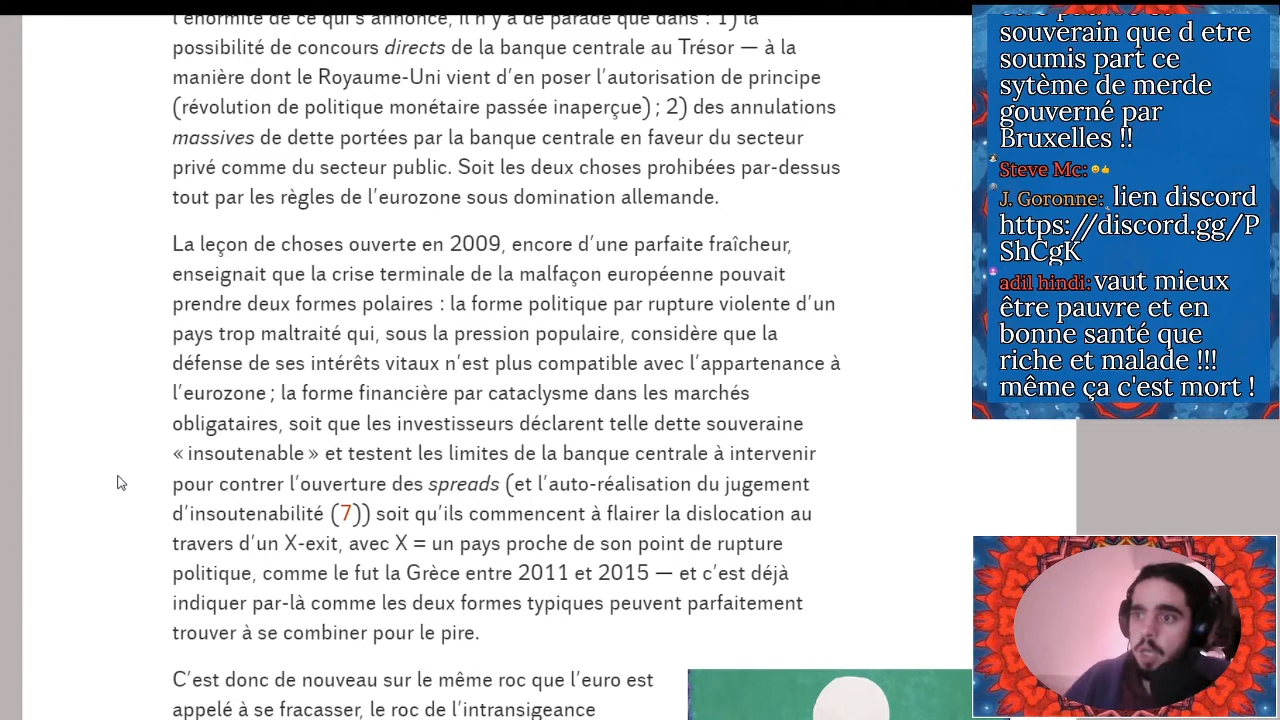 l'énormité de ce qui s'annonce, il n'y a de parade que dans : 1) la
possibilité de concours directs de la banque centrale au Trésor — à la
manière dont le Royaume-Uni vient d'en poser l'autorisation de principe
(révolution de politique monétaire passée inaperçue) ; 2) des annulations
massives de dette portées par la banque centrale en faveur du secteur
privé comme du secteur public. Soit les deux choses prohibées par-dessus
tout par les règles de l'eurozone sous domination allemande.
La leçon de choses ouverte en 2009, encore d'une parfaite fraîcheur,
enseignait que la crise terminale de la malfaçon européenne pouvait
prendre deux formes polaires : la forme politique par rupture violente d'un
pays trop maltraité qui, sous la pression populaire, considère que la
défense de ses intérêts vitaux n'est plus compatible avec l'appartenance à
l'eurozone ; la forme financière par cataclysme dans les marchés
obligataires, soit que les investisseurs déclarent telle dette souveraine
« insoutenable » et testent les limites de la banque centrale à intervenir
pour contrer l'ouverture des spreads (et l'auto-réalisation du jugement
d'insoutenabilité (7)) soit qu'ils commencent à flairer la dislocation au
travers d'un X-exit, avec X = un pays proche de son point de rupture
politique, comme le fut la Grèce entre 2011 et 2015 — et c'est déjà
indiquer par-là comme les deux formes typiques peuvent parfaitement
trouver à se combiner pour le pire.
C'est donc de nouveau sur le même roc que l'euro est
appelé à se fracasser, le roc de l'intransigeance
souverain que d etre
soumis part ce
sytème de merde
gouverné par
Bruxelles !!
Steve Mc:
J. Goronne: lien discord
https://discord.gg/P
ShCgK
adil hindi: vaut mieux
être pauvre et en
bonne santé que
riche et malade !!!
même ça c'est mort !